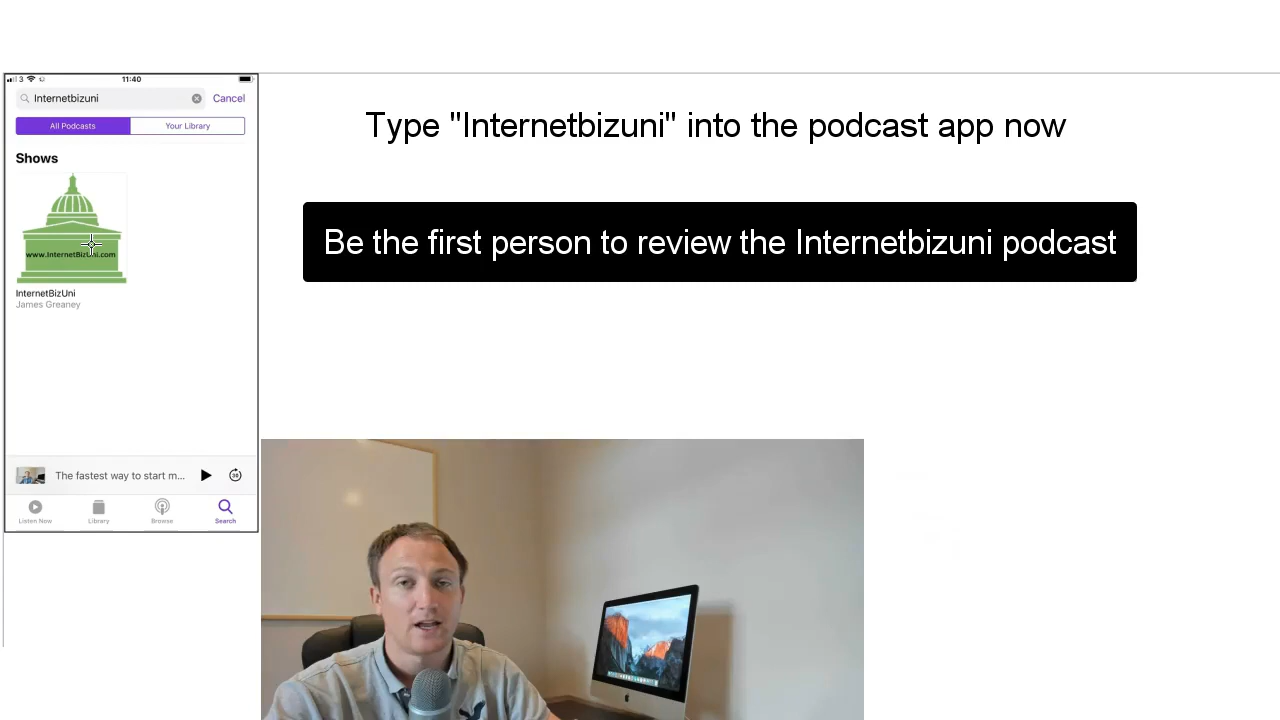 3
11:40
Internetbizuni
Cancel
All Podcasts
Your Library
Shows
www.InternetBizUni.com
InternetBizUni
James Greaney
The fastest way to start m...
30
Listen Now
Library
Browse
Search
Type "Internetbizuni" into the podcast app now
Be the first person to review the Internetbizuni podcast